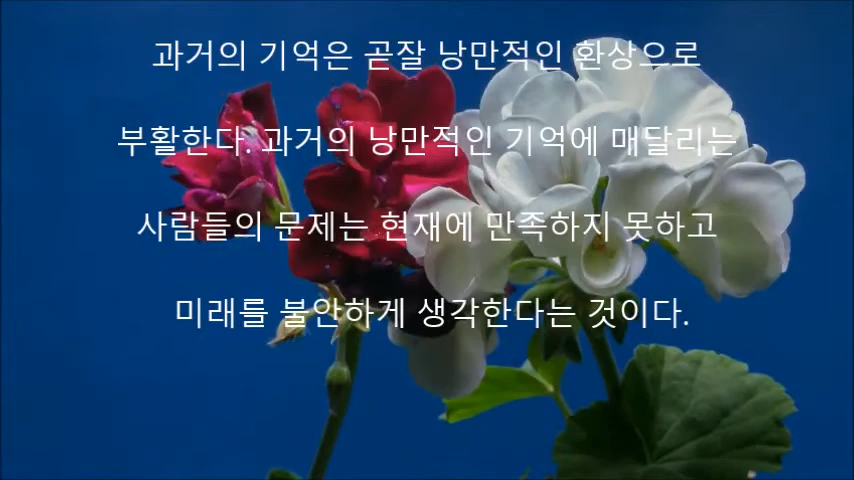 과거의 기억은 곧잘 낭만적인 환상으로
부활한다. 과거의 낭만적인 기억에 매달리는
사람들의 문제는 현재에 만족하지 못하고
미래를 불안하게 생각한다는 것이다.